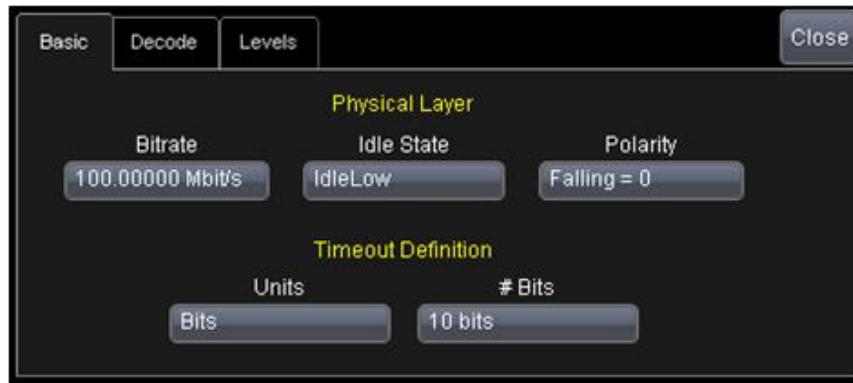 Basic Decode Levels Close
Physical Layer
Bitrate Idle State Polarity
100.00000 Mbit/s IdleLow Falling = 0
Timeout Definition
Units # Bits
Bits 10 bits